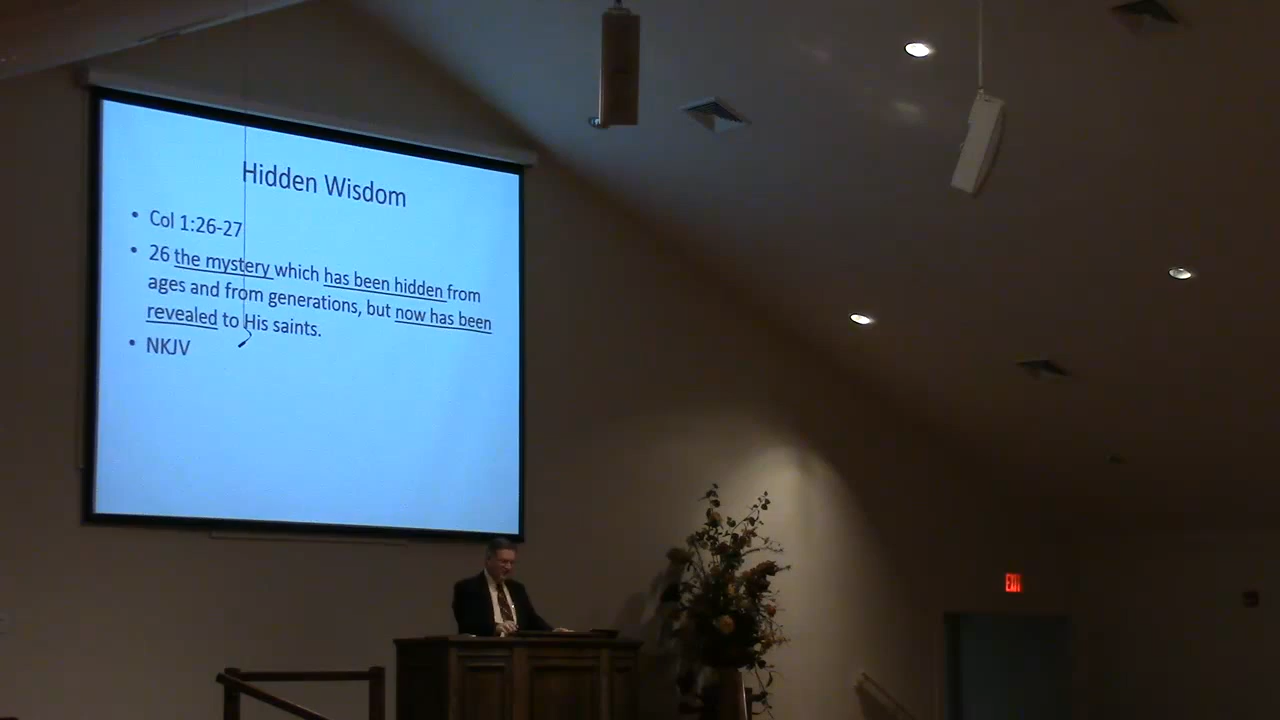 Hidden Wisdom
• Col 1:26-27
• 26 the mystery which has been hidden from
ages and from generations, but now has been
revealed to His saints.
• NKJV
EXIT